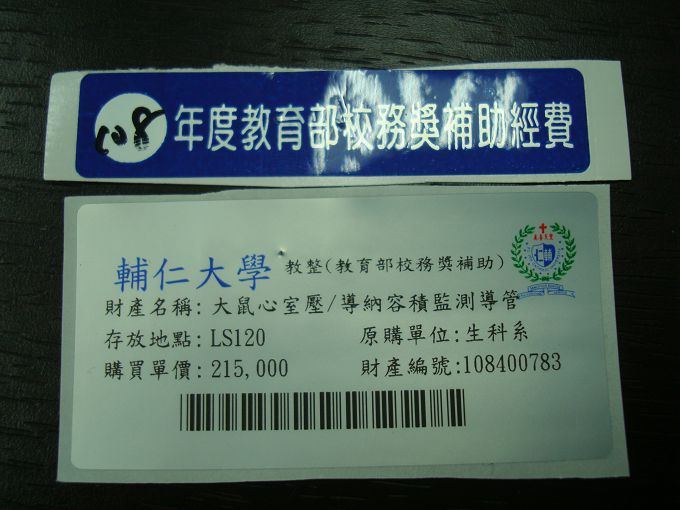 108 年度教育部校務獎補助經費
輔仁大學 教整(教育部校務獎補助)
財產名稱: 大鼠心室壓/導納容積監測導管
存放地點: LS120 原購單位: 生科系
購買單價: 215,000 財產編號:108400783